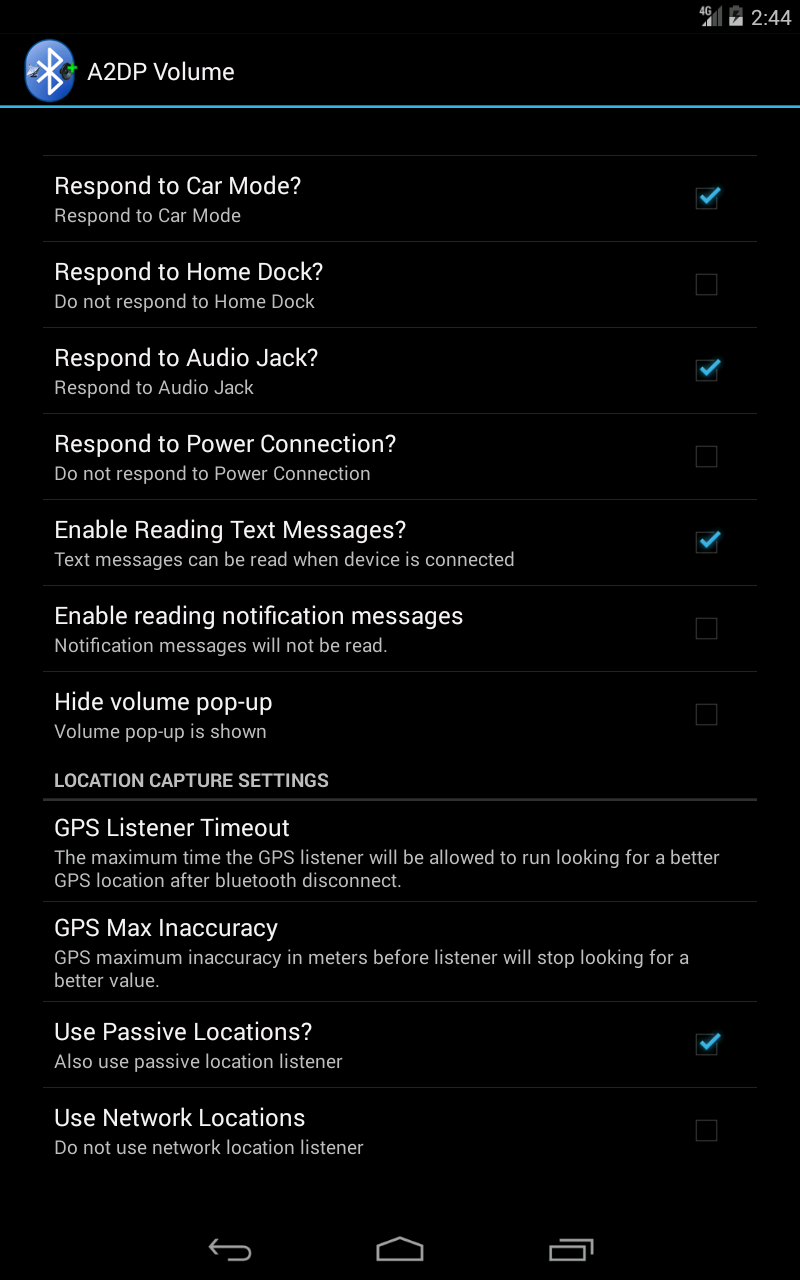 4G 2:44
A2DP Volume
Respond to Car Mode?
Respond to Car Mode
Respond to Home Dock?
Do not respond to Home Dock
Respond to Audio Jack?
Respond to Audio Jack
Respond to Power Connection?
Do not respond to Power Connection
Enable Reading Text Messages?
Text messages can be read when device is connected
Enable reading notification messages
Notification messages will not be read.
Hide volume pop-up
Volume pop-up is shown
LOCATION CAPTURE SETTINGS
GPS Listener Timeout
The maximum time the GPS listener will be allowed to run looking for a better
GPS location after bluetooth disconnect.
GPS Max Inaccuracy
GPS maximum inaccuracy in meters before listener will stop looking for a
better value.
Use Passive Locations?
Also use passive location listener
Use Network Locations
Do not use network location listener